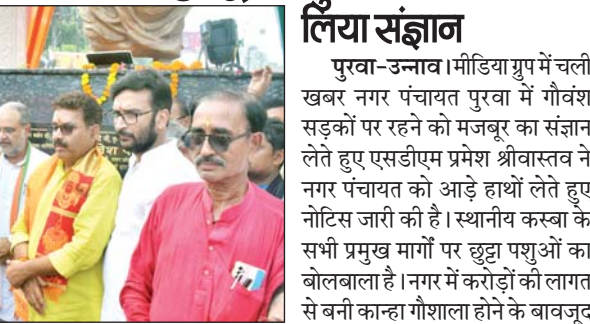 लिया संज्ञान
पुरवा-उन्नाव।मीडिया ग्रुप में चली
खबर नगर पंचायत पुरवा में गौवंश
सड़कों पर रहने को मजबूर का संज्ञान
लेते हुए एसडीएम प्रमेश श्रीवास्तव ने
नगर पंचायत को आड़े हाथों लेते हुए
नोटिस जारी की है।स्थानीय कस्बा के
सभी प्रमुख मार्गों पर छुट्टा पशुओं का
बोलबाला है।नगर में करोड़ों की लागत
से बनी कान्हा गौशाला होने के बावजूद